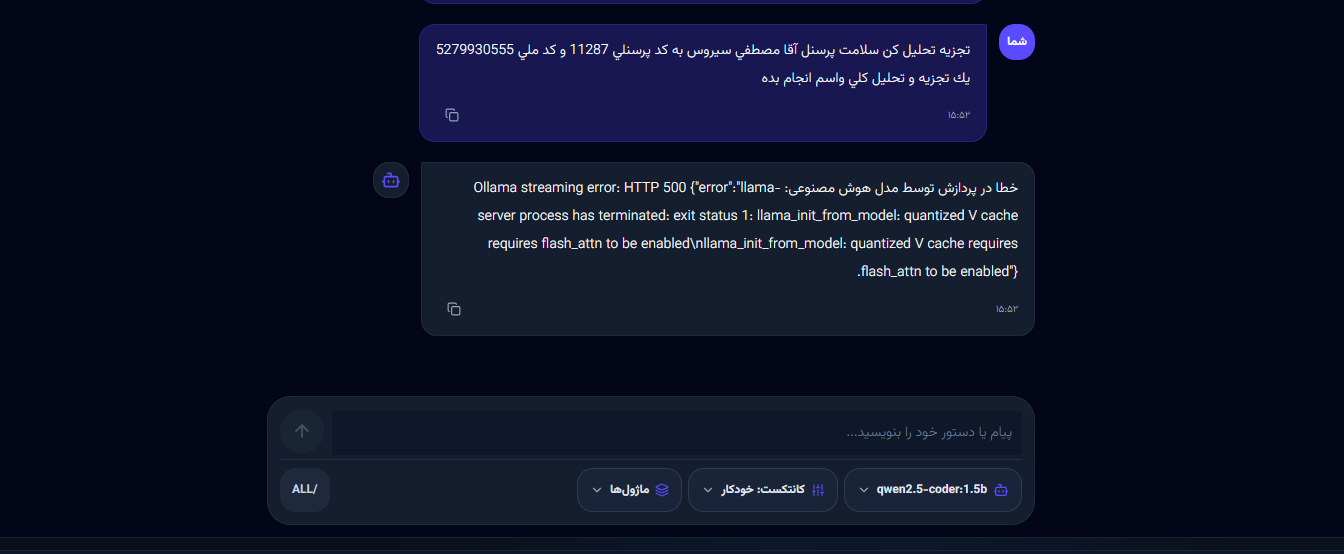 شما
تجزیه تحلیل کن سلامت پرسنل آقا مصطفي سیروس به کد پرسنلي 11287 و کد ملي 5279930555
يك تجزیه و تحلیل کلي واسم انجام بده
۱۵:۵۲
خطا در پردازش توسط مدل هوش مصنوعی: Ollama streaming error: HTTP 500 {"error":"llama-
server process has terminated: exit status 1: llama_init_from_model: quantized V cache
requires flash_attn to be enabled\nllama_init_from_model: quantized V cache requires
flash_attn to be enabled"}.
۱۵:۵۲
پیام یا دستور خود را بنویسید...
qwen2.5-coder:1.5b
کانتکست: خودکار
ماژول‌ها
/ALL